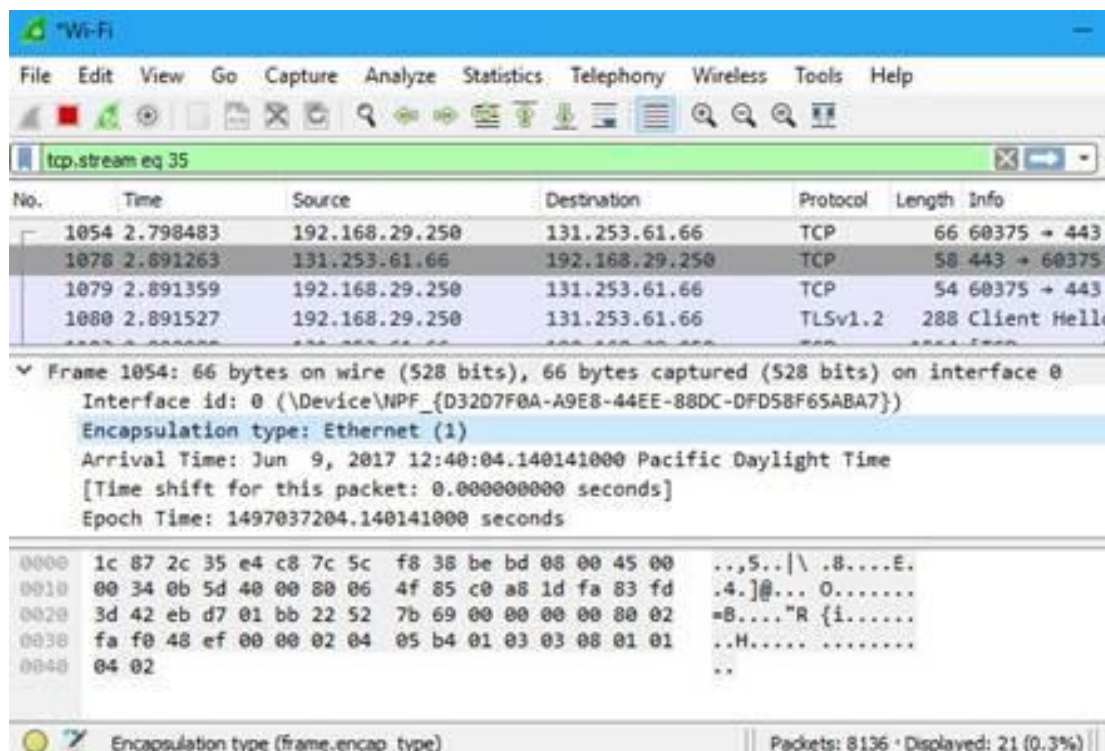 *Wi-Fi
File Edit View Go Capture Analyze Statistics Telephony Wireless Tools Help
tcp.stream eq 35
No. Time Source Destination Protocol Length Info
1054 2.798483 192.168.29.250 131.253.61.66 TCP 66 60375 → 443
1078 2.891263 131.253.61.66 192.168.29.250 TCP 58 443 → 60375
1079 2.891359 192.168.29.250 131.253.61.66 TCP 54 60375 → 443
1080 2.891527 192.168.29.250 131.253.61.66 TLSv1.2 288 Client Hello
Frame 1054: 66 bytes on wire (528 bits), 66 bytes captured (528 bits) on interface 0
Interface id: 0 (\Device\NPF_{D32D7F0A-A9E8-44EE-88DC-DFD58F65ABA7})
Encapsulation type: Ethernet (1)
Arrival Time: Jun 9, 2017 12:40:04.140141000 Pacific Daylight Time
[Time shift for this packet: 0.000000000 seconds]
Epoch Time: 1497037204.140141000 seconds
0000 1c 87 2c 35 e4 c8 7c 5c f8 38 be bd 08 00 45 00 ..,5..|\ .8....E.
0010 00 34 0b 5d 40 00 80 06 4f 85 c0 a8 1d fa 83 fd .4.]@... O.......
0020 3d 42 eb d7 01 bb 22 52 7b 69 00 00 00 00 80 02 =B...."R {i......
0030 fa f0 48 ef 00 00 02 04 05 b4 01 03 03 08 01 01 ..H..... ........
0040 04 02 ..
Encapsulation type (frame.encap_type) Packets: 8136 · Displayed: 21 (0.3%)